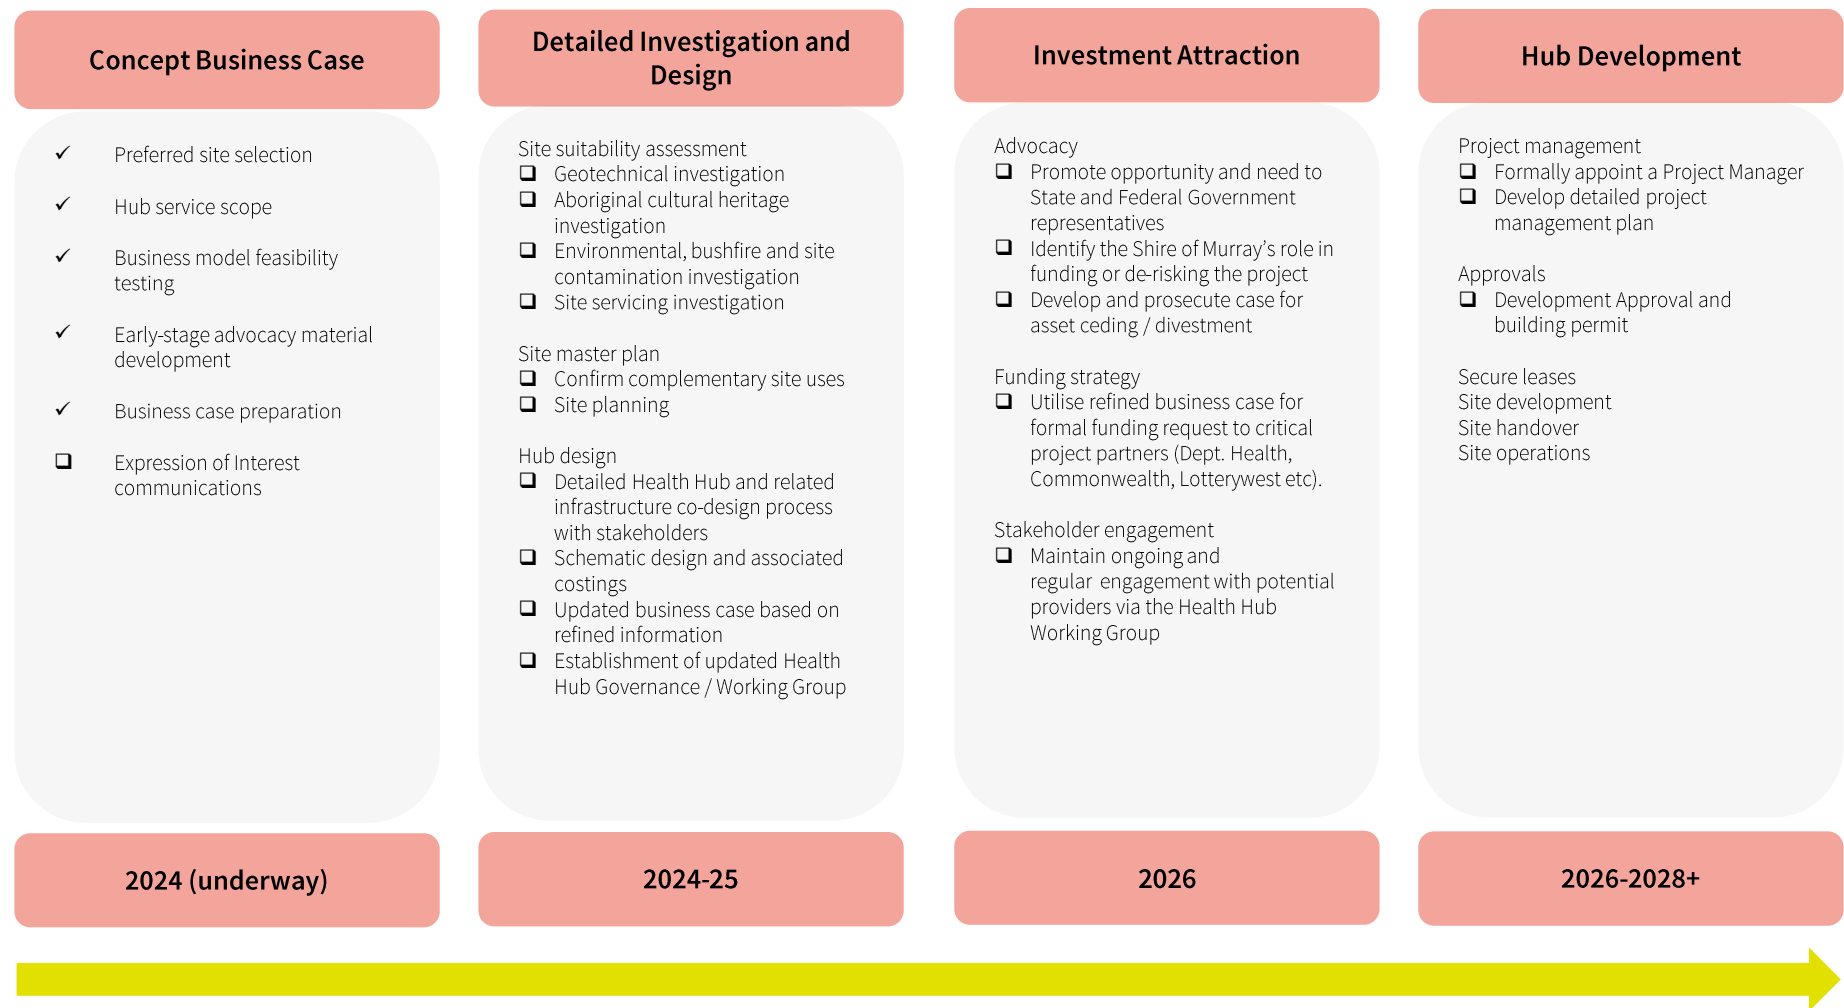 Concept Business Case
✓ Preferred site selection
✓ Hub service scope
✓ Business model feasibility
testing
✓ Early-stage advocacy material
development
✓ Business case preparation
❑ Expression of Interest
communications
2024 (underway)
Detailed Investigation and
Design
Site suitability assessment
❑ Geotechnical investigation
❑ Aboriginal cultural heritage
investigation
❑ Environmental, bushfire and site
contamination investigation
❑ Site servicing investigation
Site master plan
❑ Confirm complementary site uses
❑ Site planning
Hub design
❑ Detailed Health Hub and related
infrastructure co-design process
with stakeholders
❑ Schematic design and associated
costings
❑ Updated business case based on
refined information
❑ Establishment of updated Health
Hub Governance / Working Group
2024-25
Investment Attraction
Advocacy
❑ Promote opportunity and need to
State and Federal Government
representatives
❑ Identify the Shire of Murray’s role in
funding or de-risking the project
❑ Develop and prosecute case for
asset ceding / divestment
Funding strategy
❑ Utilise refined business case for
formal funding request to critical
project partners (Dept. Health,
Commonwealth, Lotterywest etc).
Stakeholder engagement
❑ Maintain ongoing and
regular engagement with potential
providers via the Health Hub
Working Group
2026
Hub Development
Project management
❑ Formally appoint a Project Manager
❑ Develop detailed project
management plan
Approvals
❑ Development Approval and
building permit
Secure leases
Site development
Site handover
Site operations
2026-2028+